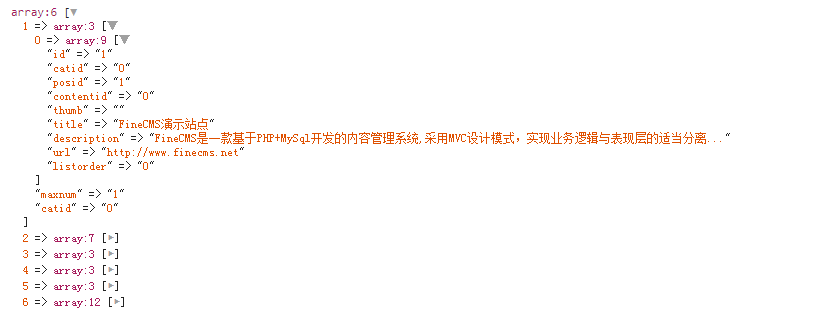 array:6 [▼
1 => array:3 [▼
0 => array:9 [▼
"id" => "1"
"catid" => "0"
"posid" => "1"
"contentid" => "0"
"thumb" => ""
"title" => "FineCMS演示站点"
"description" => "FineCMS是一款基于PHP+MySql开发的内容管理系统,采用MVC设计模式，实现业务逻辑与表现层的适当分离..."
"url" => "http://www.finecms.net"
"listorder" => "0"
]
"maxnum" => "1"
"catid" => "0"
]
2 => array:7 [▶]
3 => array:3 [▶]
4 => array:3 [▶]
5 => array:3 [▶]
6 => array:12 [▶]